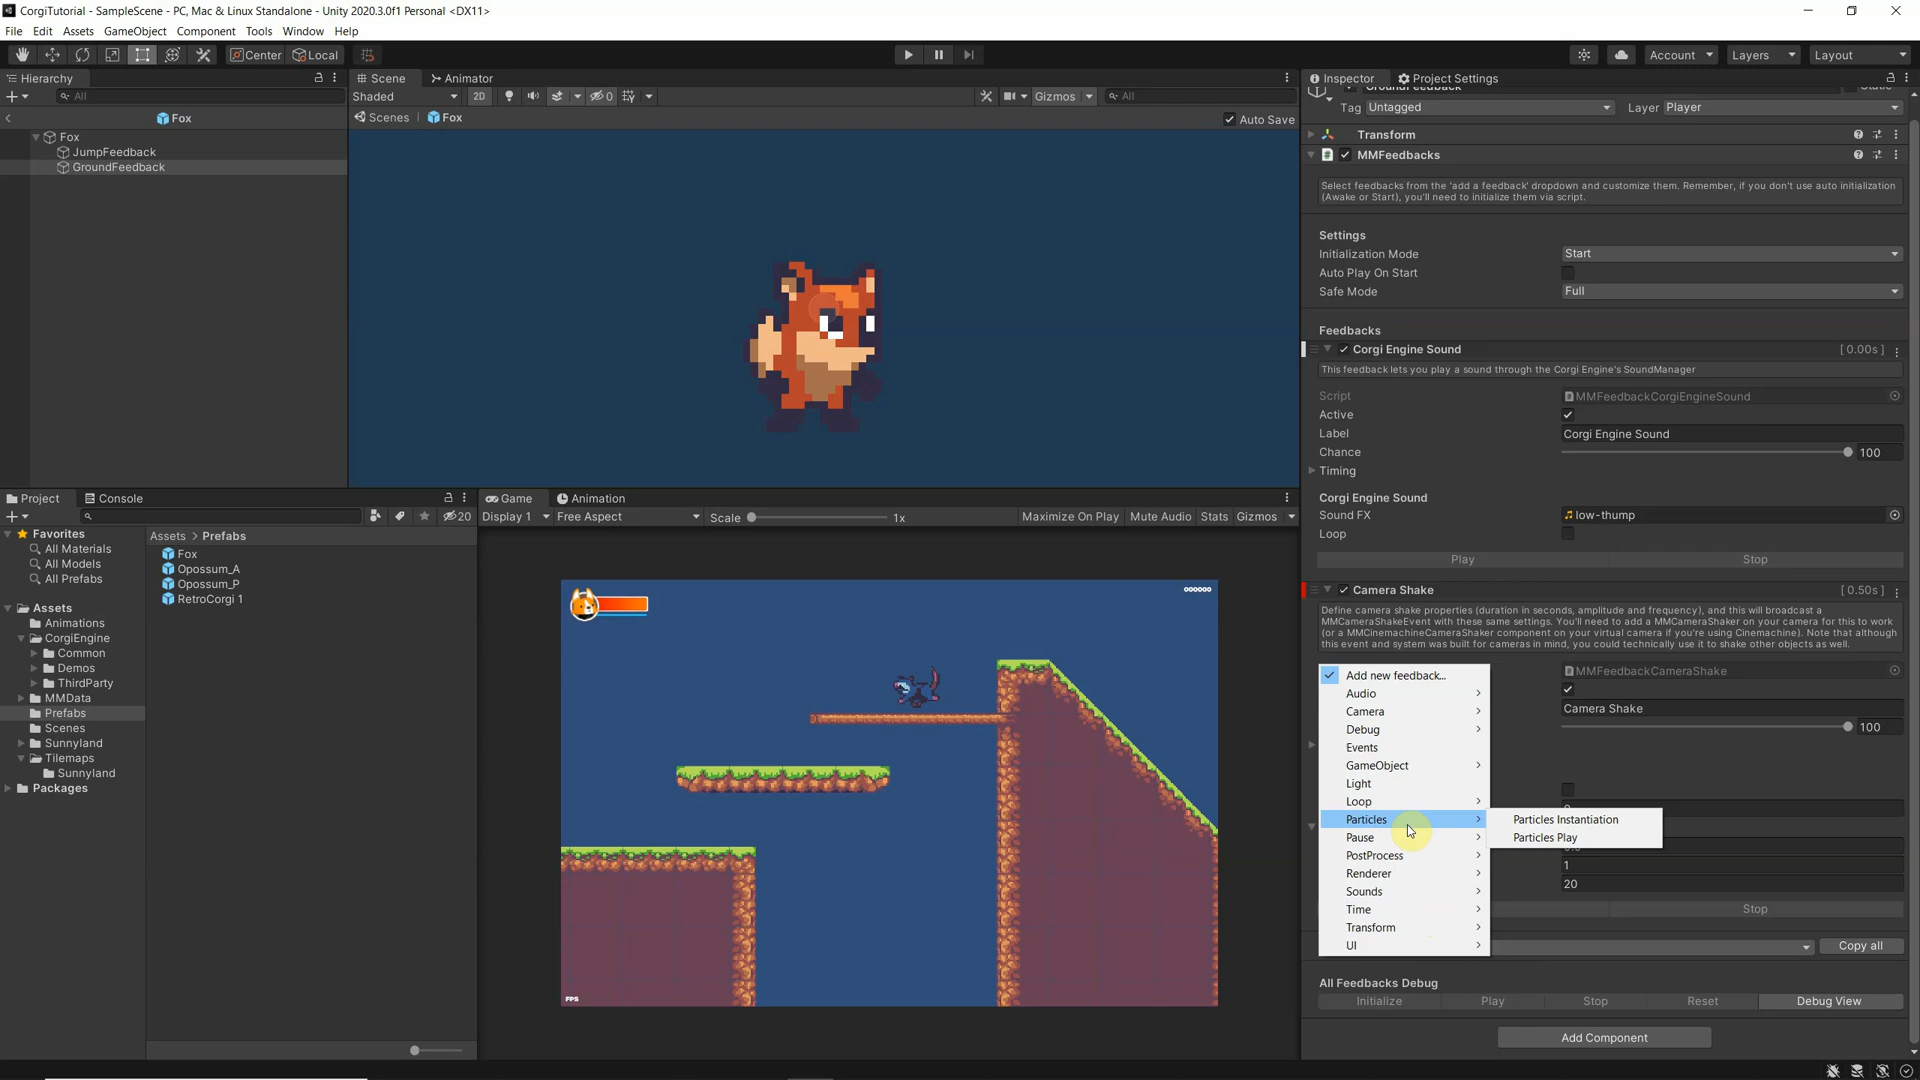 CorgiTutorial - SampleScene - PC, Mac & Linux Standalone - Unity 2020.3.0f1 Personal <DX11>
File Edit Assets GameObject Component Tools Window Help
Center Local
Account Layers Layout
Hierarchy
All
Fox
Fox
JumpFeedback
GroundFeedback
Scene Animator
Shaded 2D 0 Gizmos All
Scenes Fox Auto Save
Inspector Project Settings
Tag Untagged Layer Player
Transform
MMFeedbacks
Select feedbacks from the 'add a feedback' dropdown and customize them. Remember, if you don't use auto initialization
(Awake or Start), you'll need to initialize them via script.
Settings
Initialization Mode Start
Auto Play On Start
Safe Mode Full
Feedbacks
Corgi Engine Sound [ 0.00s ]
This feedback lets you play a sound through the Corgi Engine's SoundManager
Script MMFeedbackCorgiEngineSound
Active
Label Corgi Engine Sound
Chance 100
Timing
Corgi Engine Sound
Sound FX low-thump
Loop
Play Stop
Camera Shake [ 0.50s ]
Define camera shake properties (duration in seconds, amplitude and frequency), and this will broadcast a
MMCameraShakeEvent with these same settings. You'll need to add a MMCameraShaker on your camera for this to work
(or a MMCinemachineCameraShaker component on your virtual camera if you're using Cinemachine). Note that although
this event and system was built for cameras in mind, you could technically use it to shake other objects as well.
MMFeedbackCameraShake
Camera Shake
100
1
20
Stop
Add new feedback...
Audio
Camera
Debug
Events
GameObject
Light
Loop
Particles
Pause
PostProcess
Renderer
Sounds
Time
Transform
UI
Particles Instantiation
Particles Play
Copy all
All Feedbacks Debug
Initialize Play Stop Reset Debug View
Add Component
Project Console
20
Favorites
All Materials
All Models
All Prefabs
Assets
Animations
CorgiEngine
Common
Demos
ThirdParty
MMData
Prefabs
Scenes
Sunnyland
Tilemaps
Sunnyland
Packages
Assets > Prefabs
Fox
Opossum_A
Opossum_P
RetroCorgi 1
Game Animation
Display 1 Free Aspect Scale 1x Maximize On Play Mute Audio Stats Gizmos
000000
FPS